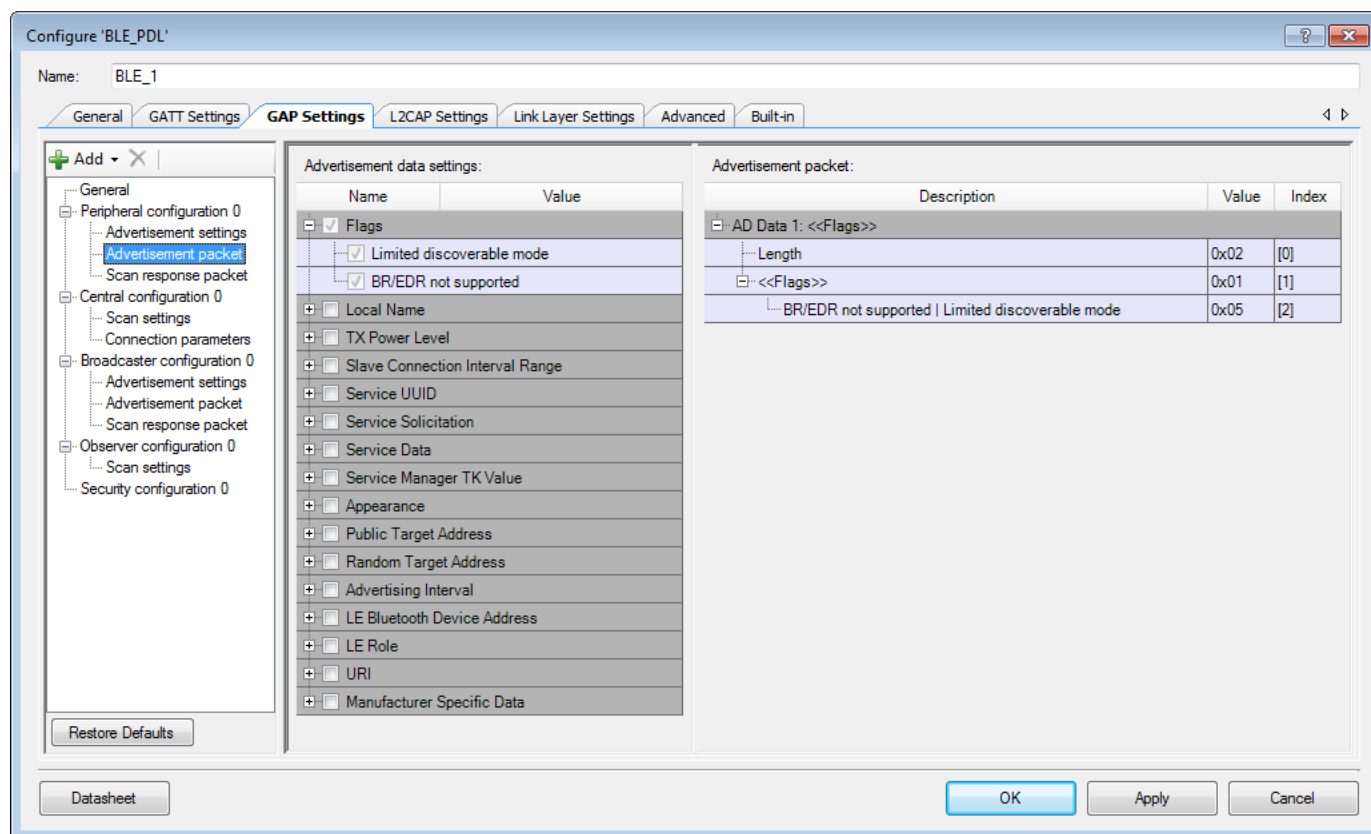 Configure 'BLE_PDL'
Name: BLE_1
General GATT Settings GAP Settings L2CAP Settings Link Layer Settings Advanced Built-in
Add
General
Peripheral configuration 0
Advertisement settings
Advertisement packet
Scan response packet
Central configuration 0
Scan settings
Connection parameters
Broadcaster configuration 0
Advertisement settings
Advertisement packet
Scan response packet
Observer configuration 0
Scan settings
Security configuration 0
Restore Defaults
Advertisement data settings:
Name Value
Flags
Limited discoverable mode
BR/EDR not supported
Local Name
TX Power Level
Slave Connection Interval Range
Service UUID
Service Solicitation
Service Data
Service Manager TK Value
Appearance
Public Target Address
Random Target Address
Advertising Interval
LE Bluetooth Device Address
LE Role
URI
Manufacturer Specific Data
Advertisement packet:
Description Value Index
AD Data 1: <<Flags>>
Length 0x02 [0]
<<Flags>> 0x01 [1]
BR/EDR not supported | Limited discoverable mode 0x05 [2]
Datasheet OK Apply Cancel